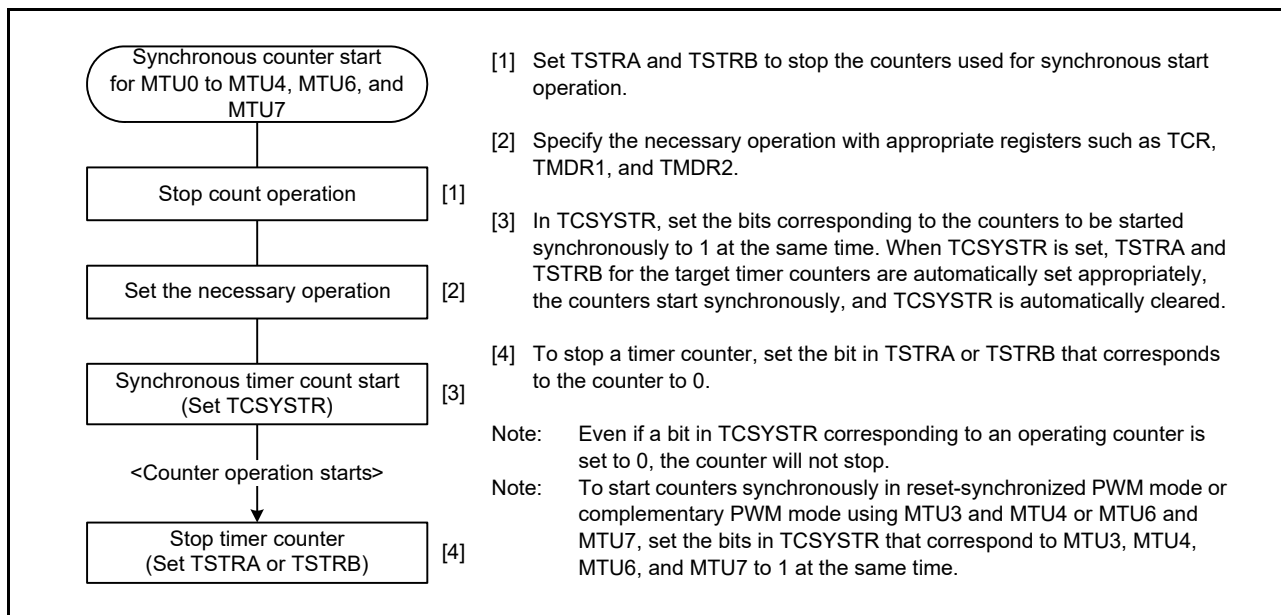 Synchronous counter start
for MTU0 to MTU4, MTU6, and
MTU7
Stop count operation
[1]
Set the necessary operation
[2]
Synchronous timer count start
(Set TCSYSTR)
[3]
<Counter operation starts>
Stop timer counter
(Set TSTRA or TSTRB)
[4]
[1] Set TSTRA and TSTRB to stop the counters used for synchronous start
operation.
[2] Specify the necessary operation with appropriate registers such as TCR,
TMDR1, and TMDR2.
[3] In TCSYSTR, set the bits corresponding to the counters to be started
synchronously to 1 at the same time. When TCSYSTR is set, TSTRA and
TSTRB for the target timer counters are automatically set appropriately,
the counters start synchronously, and TCSYSTR is automatically cleared.
[4] To stop a timer counter, set the bit in TSTRA or TSTRB that corresponds
to the counter to 0.
Note: Even if a bit in TCSYSTR corresponding to an operating counter is
set to 0, the counter will not stop.
Note: To start counters synchronously in reset-synchronized PWM mode or
complementary PWM mode using MTU3 and MTU4 or MTU6 and
MTU7, set the bits in TCSYSTR that correspond to MTU3, MTU4,
MTU6, and MTU7 to 1 at the same time.